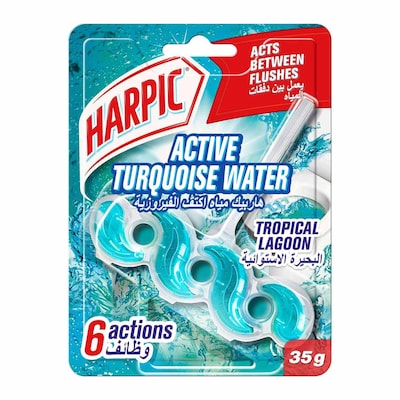 HARPIC
ACTS
BETWEEN
FLUSHES
يعمل بين دفقات
المياه
ACTIVE
TURQUOISE WATER
هاربيك مياه اكتف الفيروزية
TROPICAL
LAGOON
البحيرة الاستوائية
6 actions
وظائف
35g